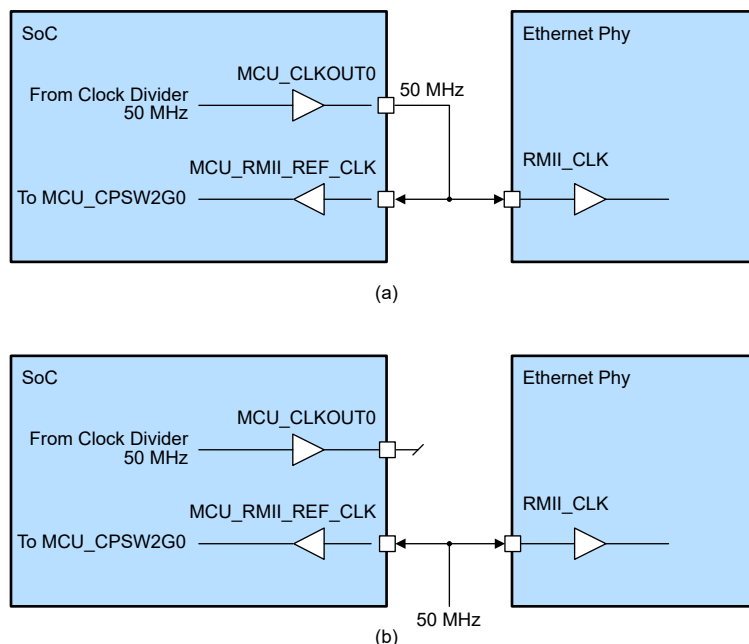 SoC
Ethernet Phy
MCU_CLKOUT0
From Clock Divider
50 MHz
50 MHz
MCU_RMII_REF_CLK
RMII_CLK
To MCU_CPSW2G0
(a)
SoC
Ethernet Phy
MCU_CLKOUT0
From Clock Divider
50 MHz
MCU_RMII_REF_CLK
RMII_CLK
To MCU_CPSW2G0
50 MHz
(b)